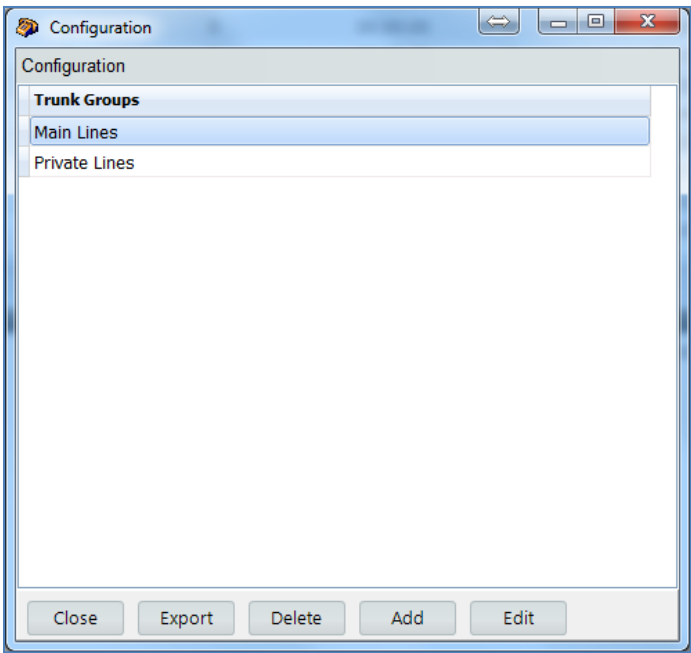 Configuration
Configuration
Trunk Groups
Main Lines
Private Lines
Close Export Delete Add Edit